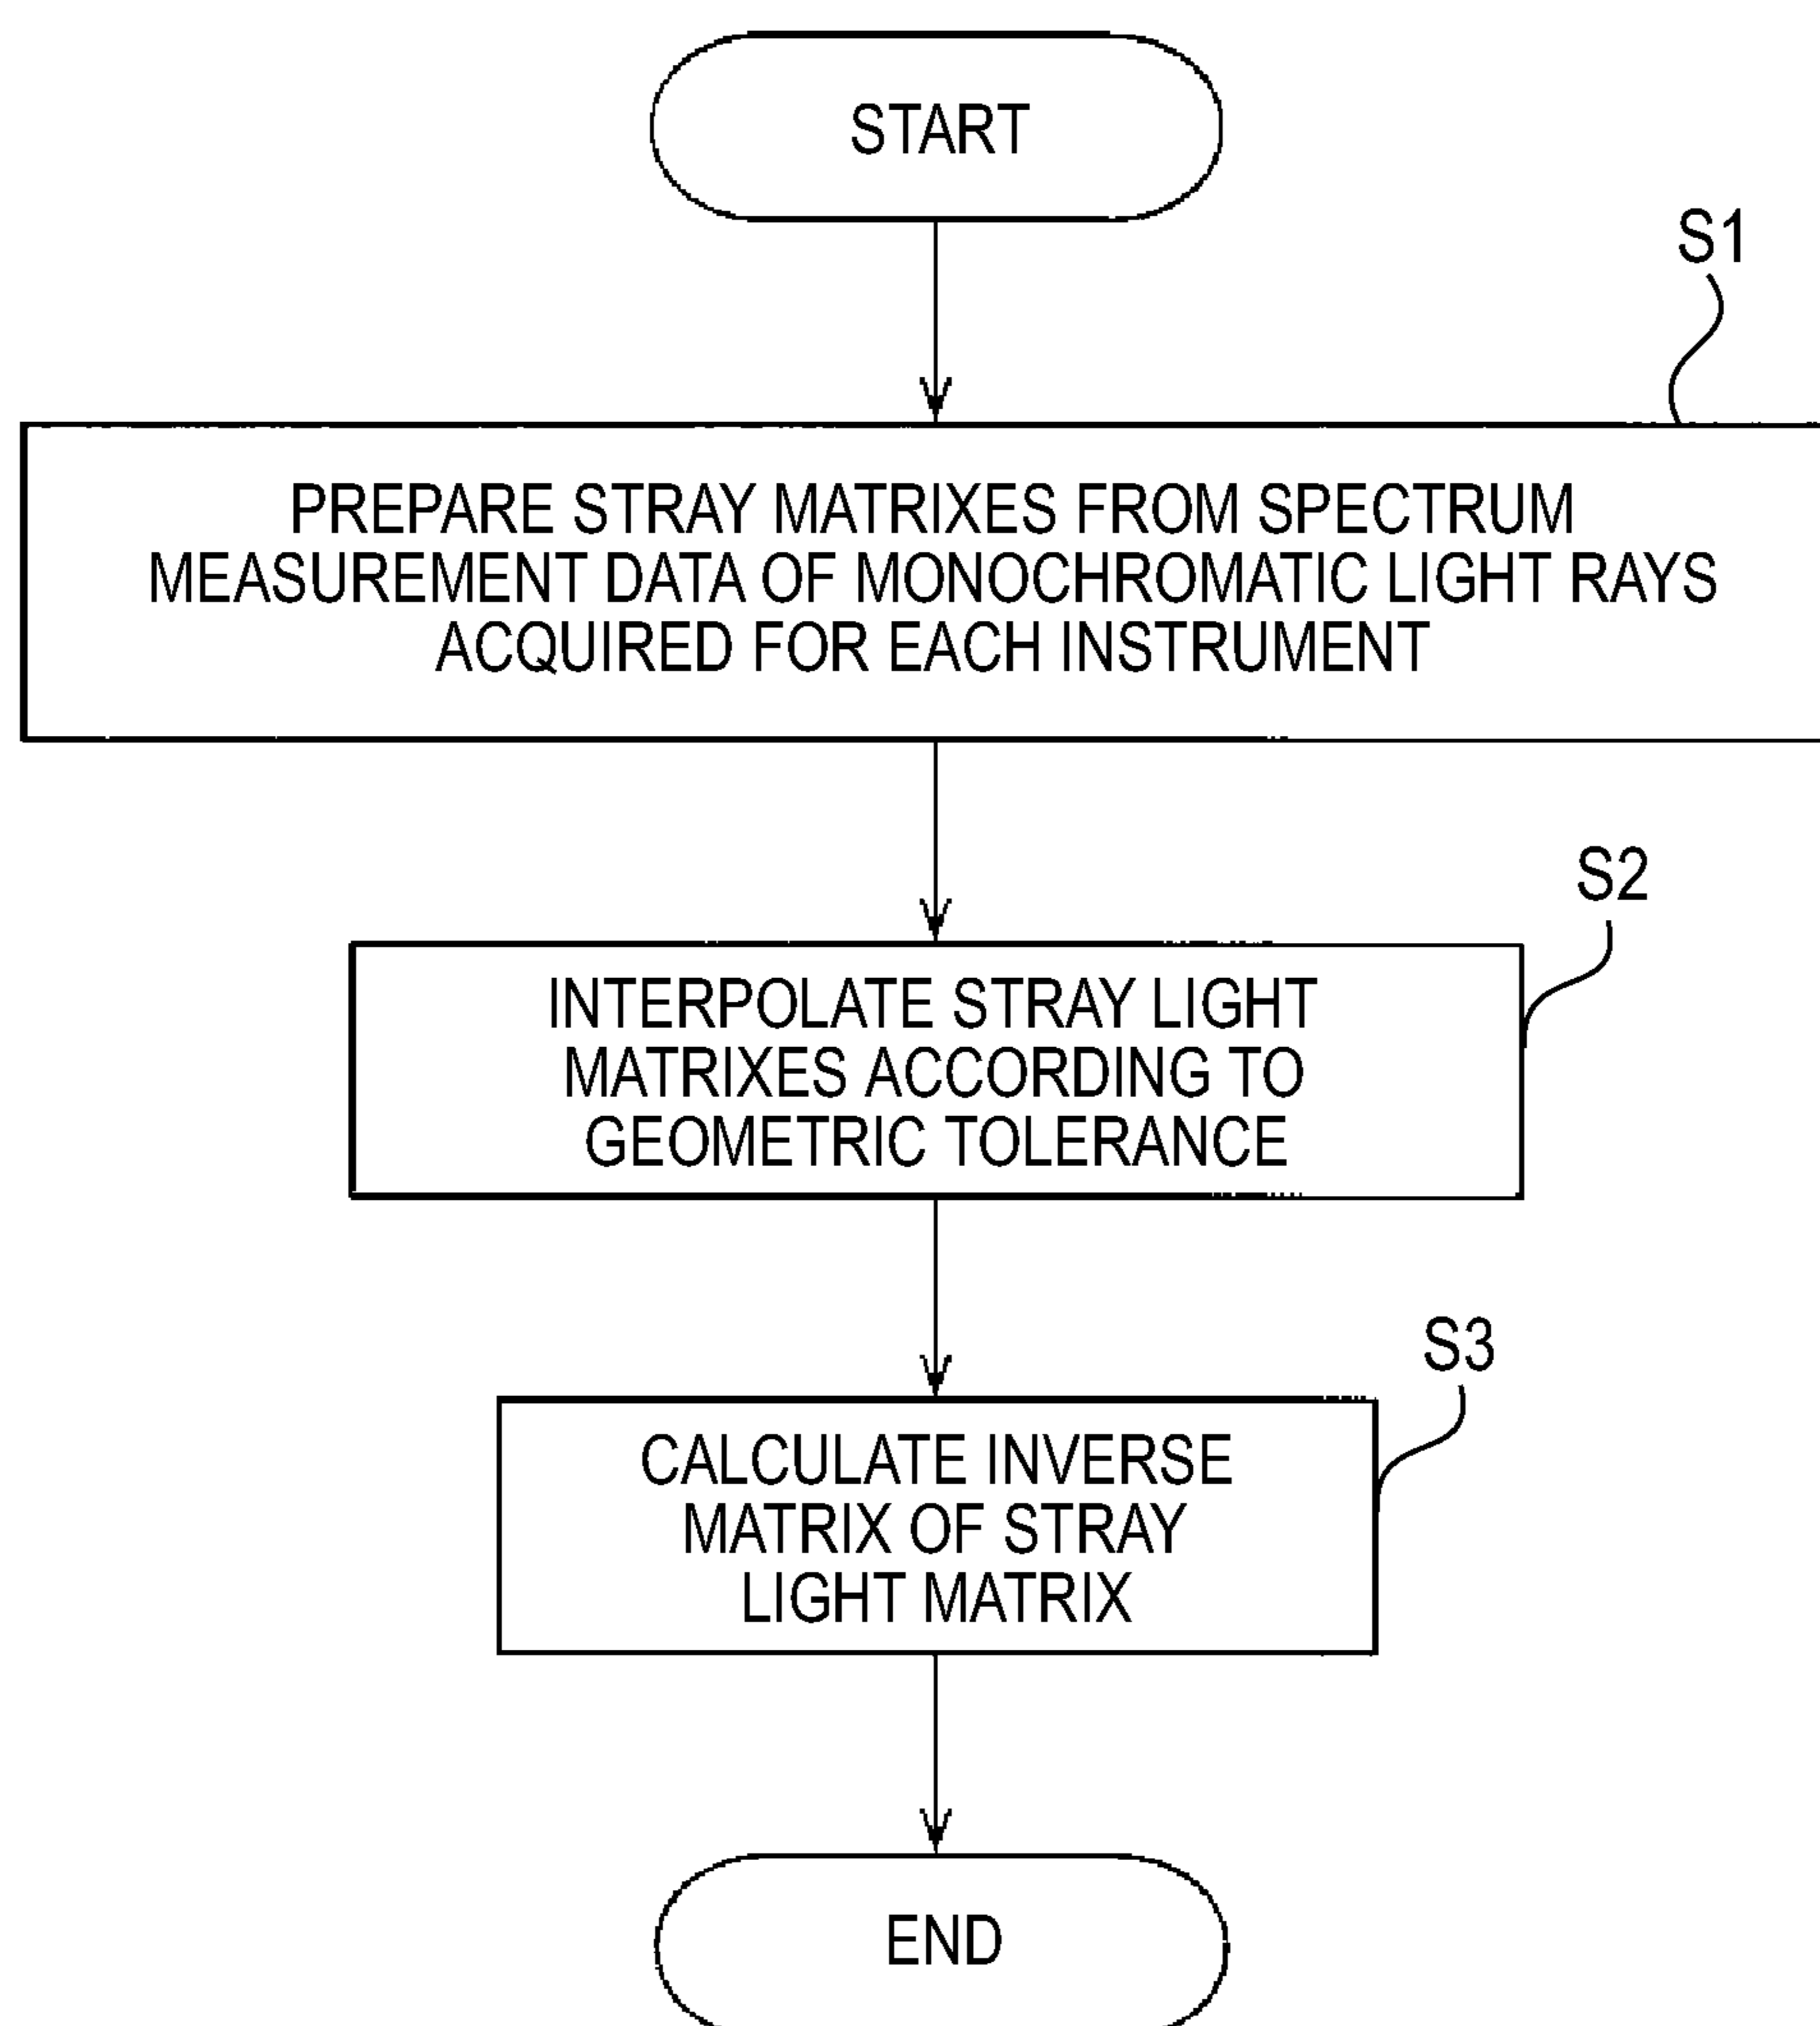 START
S1
PREPARE STRAY MATRIXES FROM SPECTRUM
MEASUREMENT DATA OF MONOCHROMATIC LIGHT RAYS
ACQUIRED FOR EACH INSTRUMENT
S2
INTERPOLATE STRAY LIGHT
MATRIXES ACCORDING TO
GEOMETRIC TOLERANCE
S3
CALCULATE INVERSE
MATRIX OF STRAY
LIGHT MATRIX
END